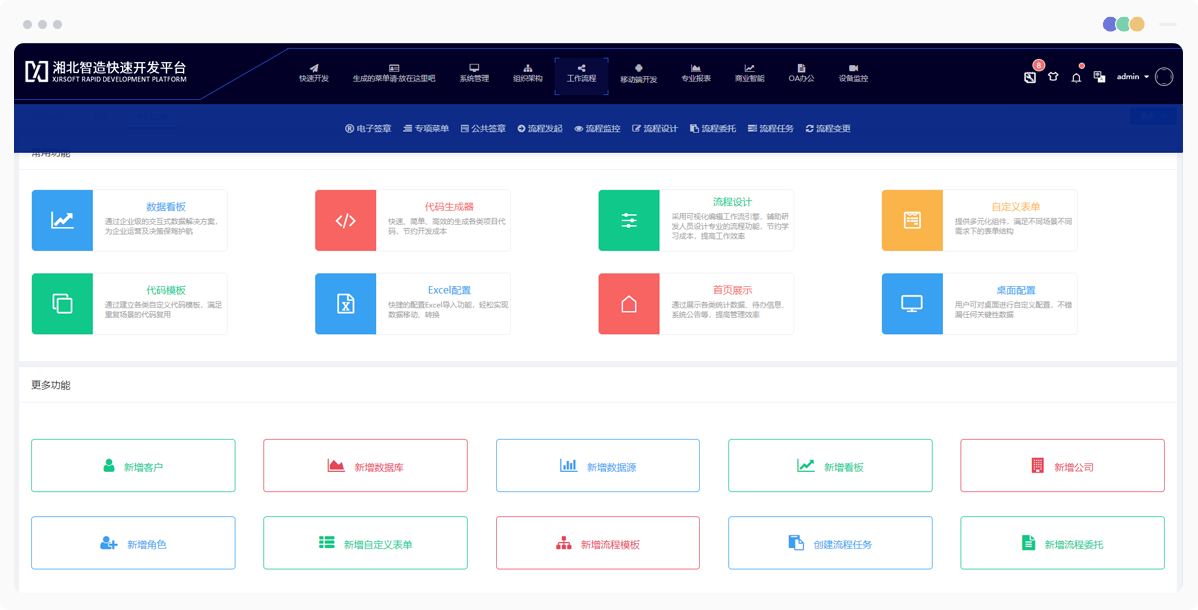 湘北智造快速开发平台
XJRSOFT RAPID DEVELOPMENT PLATFORM
快速开发
生成的菜单请-放在这里吧
系统管理
组织架构
工作流程
移动端开发
专业报表
商业智能
OA办公
设备监控
8
admin
电子签章
专项菜单
公共签章
流程发起
流程监控
流程设计
流程委托
流程任务
流程变更
常用功能
数据看板
通过企业级的交互式数据解决方案，
为企业运营及决策保驾护航
代码生成器
快速、简单、高效的生成各类项目代
码、节约开发成本
流程设计
采用可视化编辑工作流引擎，辅助研
发人员设计专业的流程功能，节约学
习成本、提高工作效率
自定义表单
提供多元化组件，满足不同场景不同
需求下的表单结构
代码模板
通过建立各类自定义代码模板，满足
重复场景的代码复用
Excel配置
快捷的配置Excel导入功能，轻松实现
数据移动、转换
首页展示
通过展示各类统计数据、待办信息、
系统公告等，提高管理效率
桌面配置
用户可对桌面进行自定义配置，不错
漏任何关键性数据
更多功能
新增客户
新增数据库
新增数据源
新增看板
新增公司
新增角色
新增自定义表单
新增流程模板
创建流程任务
新增流程委托